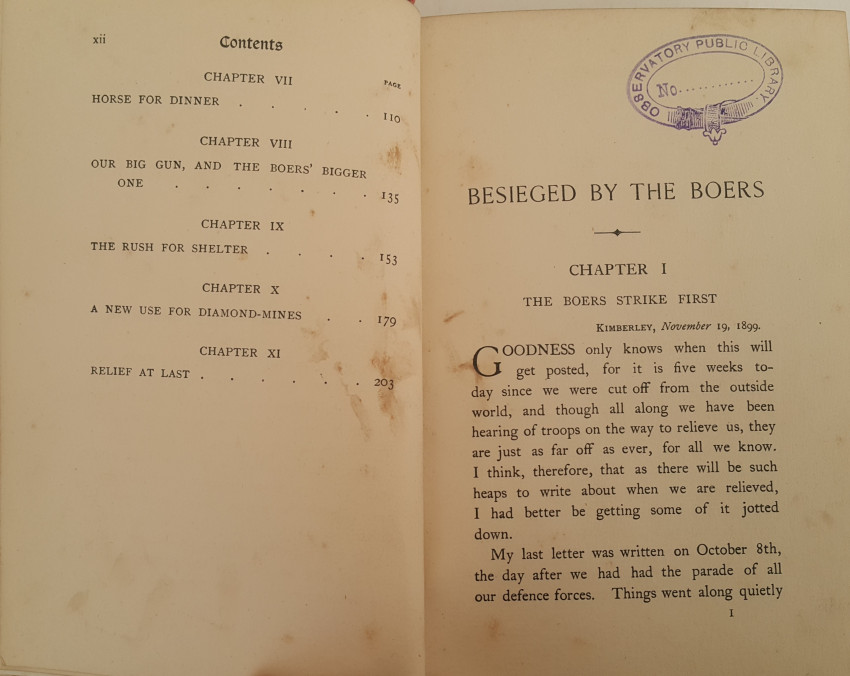 xii Contents
CHAPTER VII
PAGE
HORSE FOR DINNER . . . . . 110
CHAPTER VIII
OUR BIG GUN, AND THE BOERS' BIGGER
ONE . . . . . . . 135
CHAPTER IX
THE RUSH FOR SHELTER . . . . 153
CHAPTER X
A NEW USE FOR DIAMOND-MINES . . 179
CHAPTER XI
RELIEF AT LAST . . . . . . 203
OBSERVATORY PUBLIC LIBRARY
No............
BESIEGED BY THE BOERS
CHAPTER I
THE BOERS STRIKE FIRST
KIMBERLEY, November 19, 1899.
GOODNESS only knows when this will
get posted, for it is five weeks to-
day since we were cut off from the outside
world, and though all along we have been
hearing of troops on the way to relieve us, they
are just as far off as ever, for all we know.
I think, therefore, that as there will be such
heaps to write about when we are relieved,
I had better be getting some of it jotted
down.
My last letter was written on October 8th,
the day after we had had the parade of all
our defence forces. Things went along quietly
I